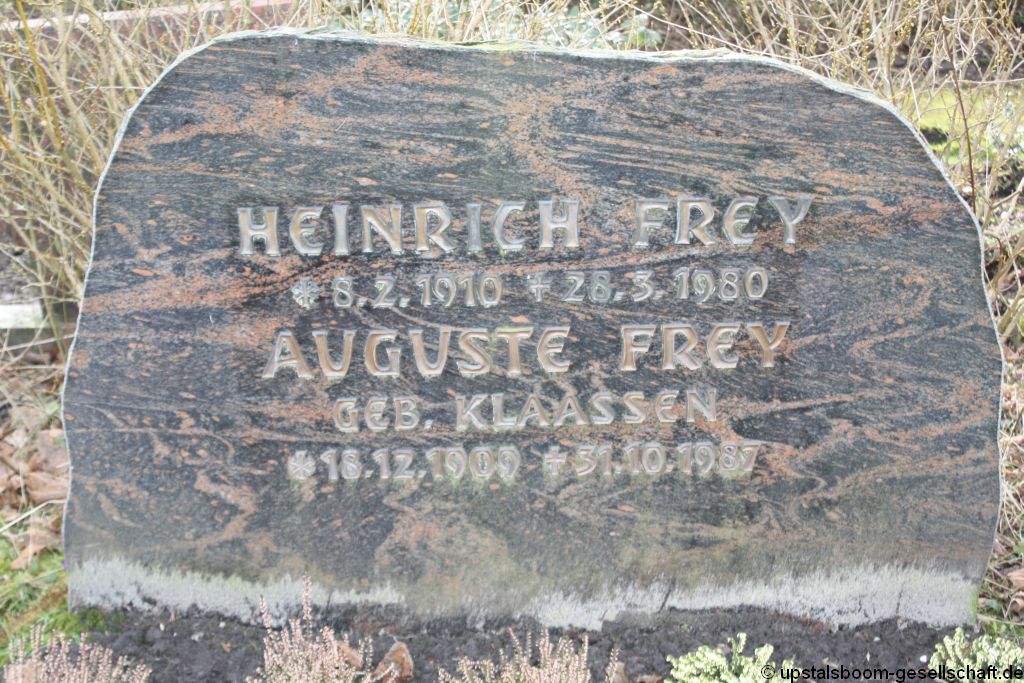 HEINRICH FREY
* 8.2.1910 † 28.3.1980
AUGUSTE FREY
GEB. KLAASSEN
* 18.12.1909 † 31.10.1987
© upstalsboom-gesellschaft.de